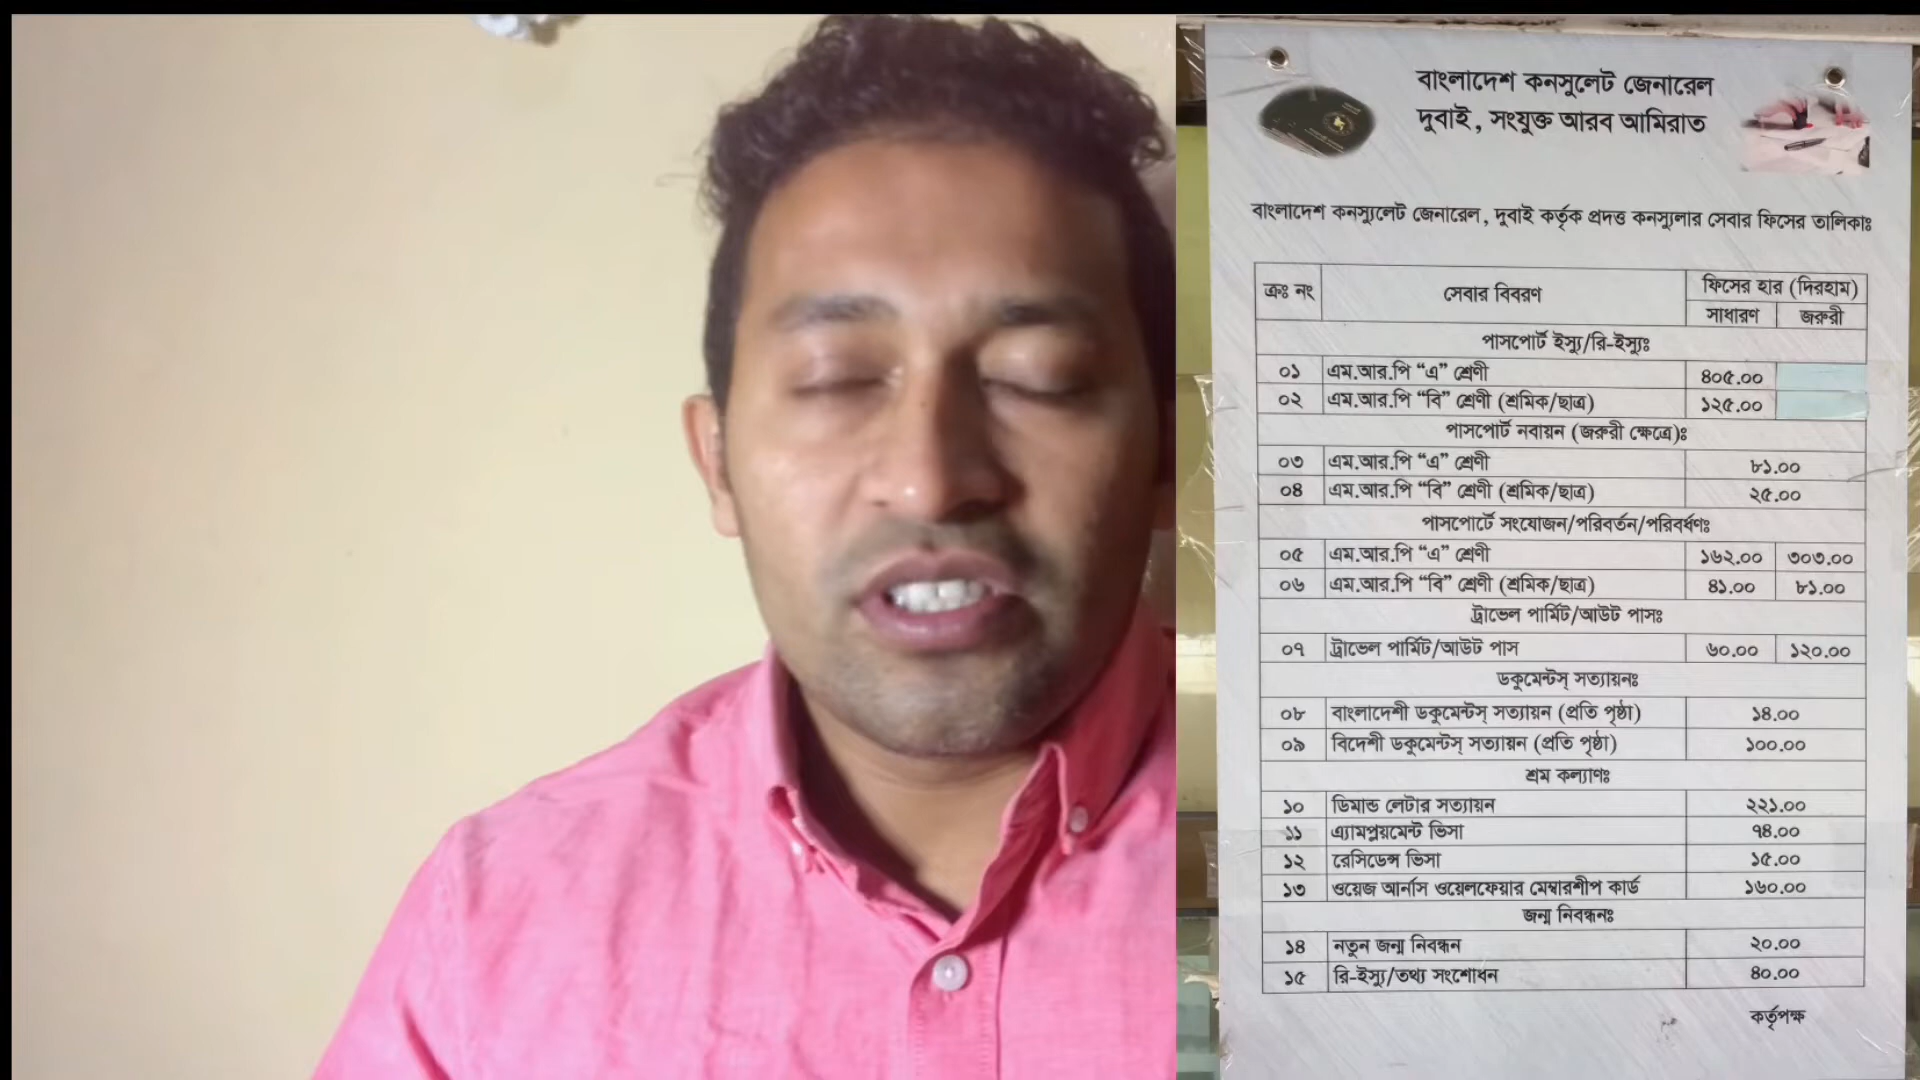 বাংলাদেশ কনসুলেট জেনারেল
দুবাই, সংযুক্ত আরব আমিরাত
বাংলাদেশ কনস্যুলেট জেনারেল, দুবাই কর্তৃক প্রদত্ত কনস্যুলার সেবার ফিসের তালিকাঃ
ক্রঃ নং সেবার বিবরণ ফিসের হার (দিরহাম)
সাধারণ জরুরী
পাসপোর্ট ইস্যু/রি-ইস্যুঃ
০১ এম.আর.পি “এ” শ্রেণী ৪০৫.০০
০২ এম.আর.পি “বি” শ্রেণী (শ্রমিক/ছাত্র) ১২৫.০০
পাসপোর্ট নবায়ন (জরুরী ক্ষেত্রে)ঃ
০৩ এম.আর.পি “এ” শ্রেণী ৮১.০০
০৪ এম.আর.পি “বি” শ্রেণী (শ্রমিক/ছাত্র) ২৫.০০
পাসপোর্টে সংযোজন/পরিবর্তন/পরিবর্ধণঃ
০৫ এম.আর.পি “এ” শ্রেণী ১৬২.০০ ৩০৩.০০
০৬ এম.আর.পি “বি” শ্রেণী (শ্রমিক/ছাত্র) ৪১.০০ ৮১.০০
ট্রাভেল পার্মিট/আউট পাসঃ
০৭ ট্রাভেল পার্মিট/আউট পাস ৬০.০০ ১২০.০০
ডকুমেন্টস্ সত্যায়নঃ
০৮ বাংলাদেশী ডকুমেন্টস্ সত্যায়ন (প্রতি পৃষ্ঠা) ১৪.০০
০৯ বিদেশী ডকুমেন্টস্ সত্যায়ন (প্রতি পৃষ্ঠা) ১০০.০০
শ্রম কল্যাণঃ
১০ ডিমান্ড লেটার সত্যায়ন ২২১.০০
১১ এ্যামপ্লয়মেন্ট ভিসা ৭৪.০০
১২ রেসিডেন্স ভিসা ১৫.০০
১৩ ওয়েজ আর্নাস ওয়েলফেয়ার মেম্বারশীপ কার্ড ১৬০.০০
জন্ম নিবন্ধনঃ
১৪ নতুন জন্ম নিবন্ধন ২০.০০
১৫ রি-ইস্যু/তথ্য সংশোধন ৪০.০০
কর্তৃপক্ষ